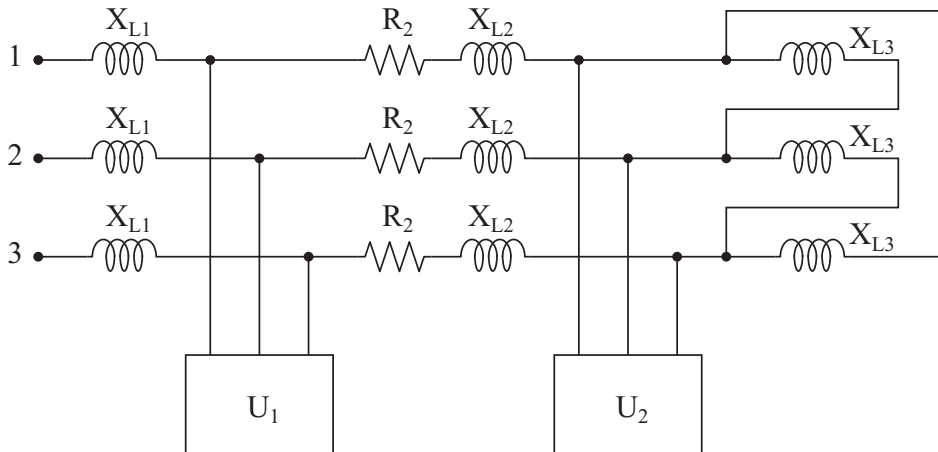 X_L1 R_2 X_L2
1 X_L3
X_L1 R_2 X_L2
2 X_L3
X_L1 R_2 X_L2
3 X_L3
U_1 U_2